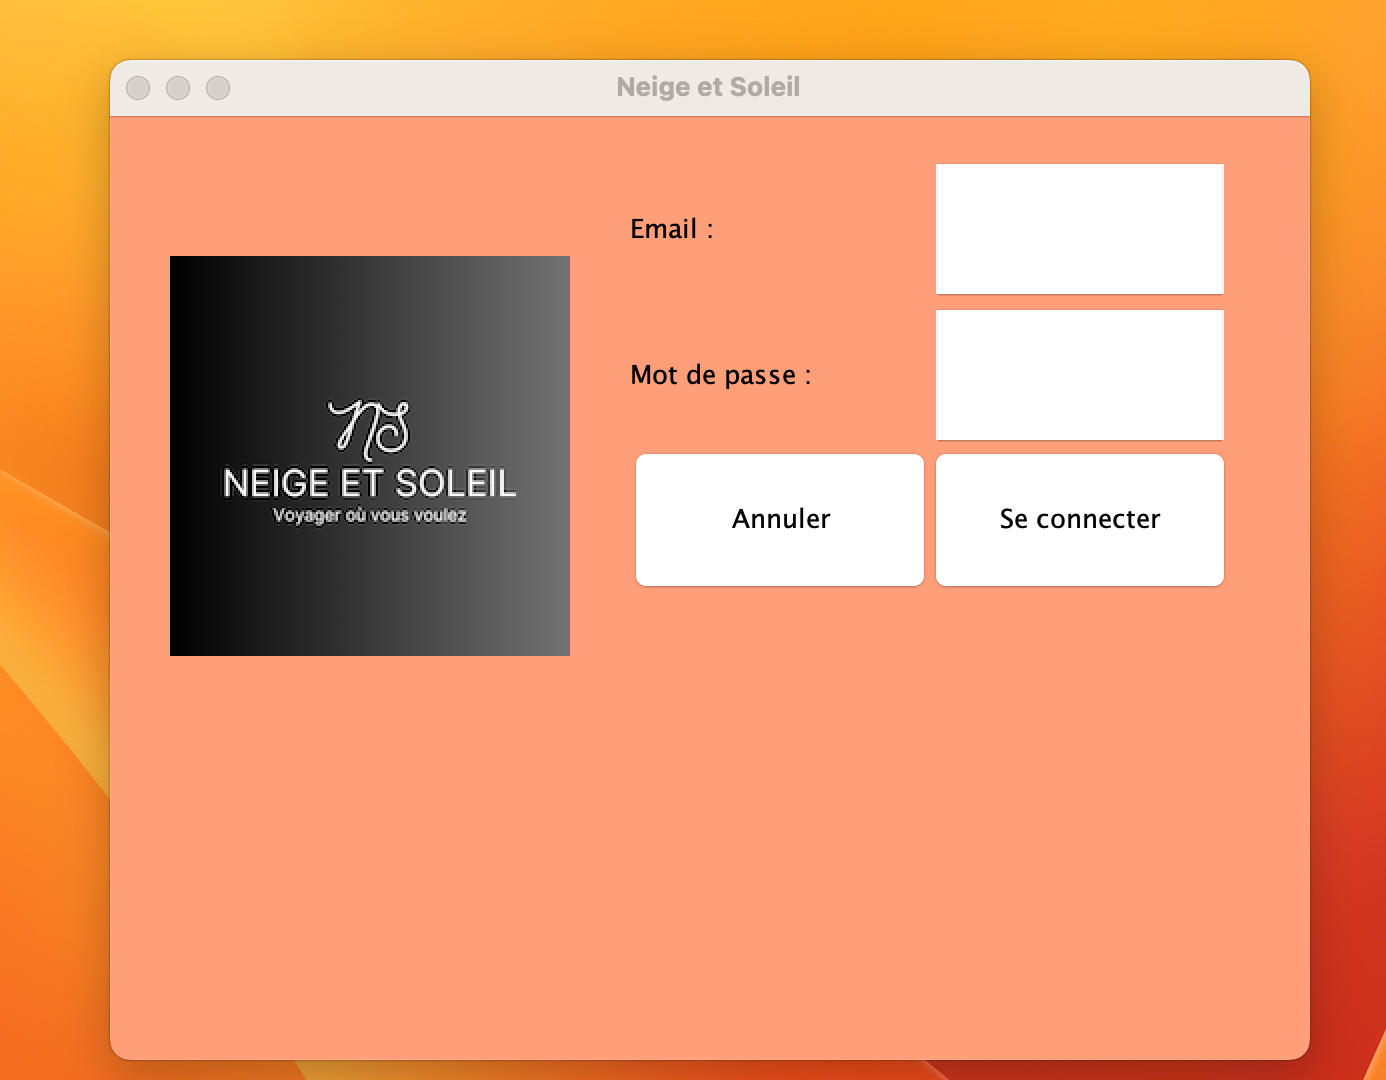 Neige et Soleil
Email :
NS
NEIGE ET SOLEIL
Voyager où vous voulez
Mot de passe :
Annuler
Se connecter